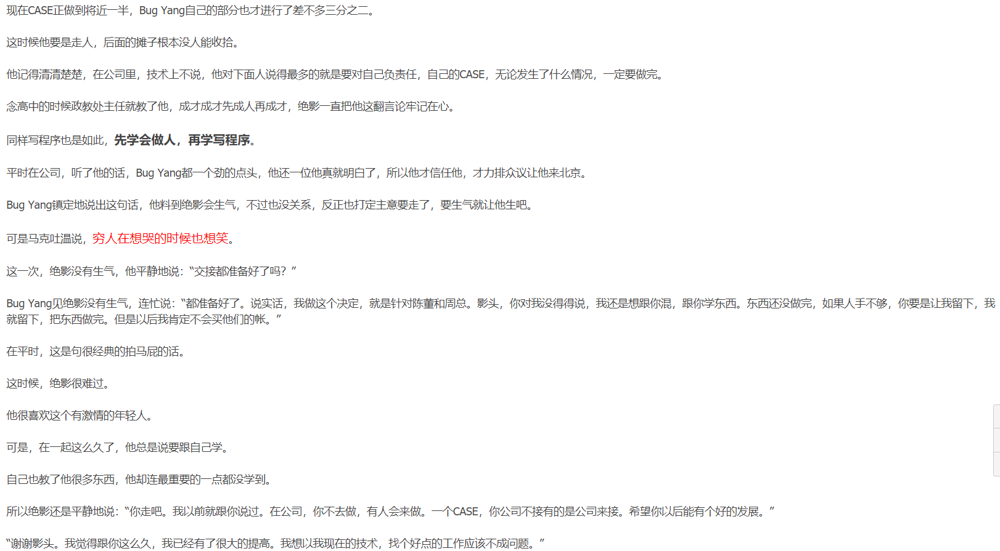 现在CASE正做到将近一半，Bug Yang自己的部分也才进行了差不多三分之二。
这时候他要是走人，后面的摊子根本没人能收拾。
他记得清清楚楚，在公司里，技术上不说，他对下面人说得最多的就是要对自己负责任，自己的CASE，无论发生了什么情况，一定要做完。
念高中的时候政教处主任就教了他，成才成才先成人再成才，绝影一直把他这翻言论牢记在心。
同样写程序也是如此，先学会做人，再学写程序。
平时在公司，听了他的话，Bug Yang都一个劲的点头，他还一位他真就明白了，所以他才信任他，才力排众议让他来北京。
Bug Yang镇定地说出这句话，他料到绝影会生气，不过也没关系，反正也打定主意要走了，要生气就让他生吧。
可是马克吐温说，穷人在想哭的时候也想笑。
这一次，绝影没有生气，他平静地说：“交接都准备好了吗？”
Bug Yang见绝影没有生气，连忙说：“都准备好了。说实话，我做这个决定，就是针对陈董和周总。影头，你对我没得得说，我还是想跟你混，跟你学东西。东西还没做完，如果人手不够，你要是让我留下，我
就留下，把东西做完。但是以后我肯定不会买他们的帐。”
在平时，这是句很经典的拍马屁的话。
这时候，绝影很难过。
他很喜欢这个有激情的年轻人。
可是，在一起这么久了，他总是说要跟自己学。
自己也教了他很多东西，他却连最重要的一点都没学到。
所以绝影还是平静地说：“你走吧。我以前就跟你说过。在公司，你不去做，有人会来做。一个CASE，你公司不接有的是公司来接。希望你以后能有个好的发展。”
“谢谢影头。我觉得跟你这么久，我已经有了很大的提高。我想以我现在的技术，找个好点的工作应该不成问题。”